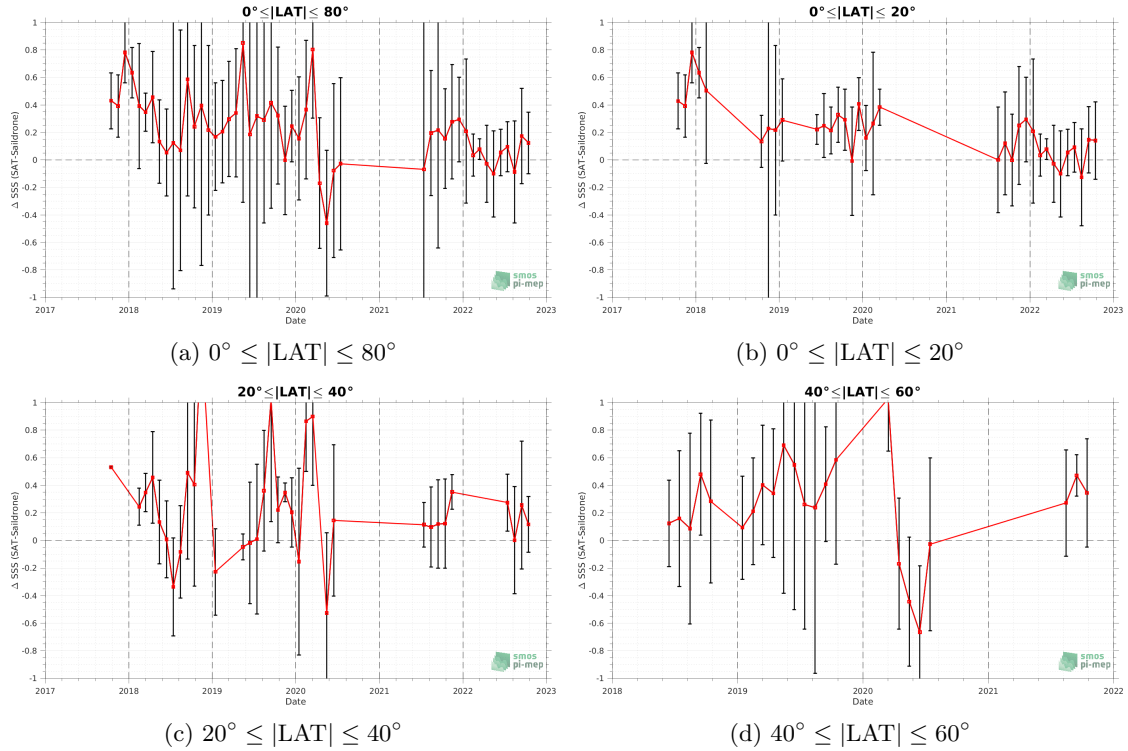 0°≤|LAT|≤ 80°
Δ SSS (SAT-Saildrone)
1
0.8
0.6
0.4
0.2
0
-0.2
-0.4
-0.6
-0.8
-1
smos
pi-mep
2017 2018 2019 2020 2021 2022 2023
Date
(a) 0° ≤ |LAT| ≤ 80°
0°≤|LAT|≤ 20°
Δ SSS (SAT-Saildrone)
1
0.8
0.6
0.4
0.2
0
-0.2
-0.4
-0.6
-0.8
-1
smos
pi-mep
2017 2018 2019 2020 2021 2022 2023
Date
(b) 0° ≤ |LAT| ≤ 20°
20°≤|LAT|≤ 40°
Δ SSS (SAT-Saildrone)
1
0.8
0.6
0.4
0.2
0
-0.2
-0.4
-0.6
-0.8
-1
smos
pi-mep
2017 2018 2019 2020 2021 2022 2023
Date
(c) 20° ≤ |LAT| ≤ 40°
40°≤|LAT|≤ 60°
Δ SSS (SAT-Saildrone)
1
0.8
0.6
0.4
0.2
0
-0.2
-0.4
-0.6
-0.8
-1
smos
pi-mep
2018 2019 2020 2021 2022
Date
(d) 40° ≤ |LAT| ≤ 60°